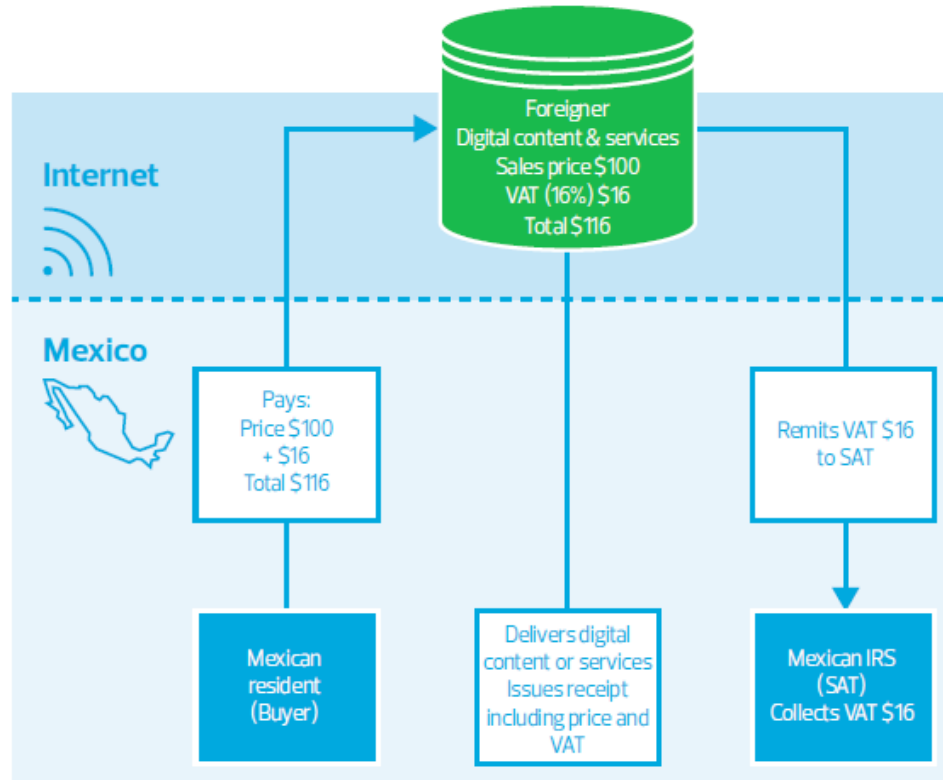 Foreigner
Digital content & services
Sales price $100
VAT (16%) $16
Total $116
Internet
Mexico
Pays:
Price $100
+ $16
Total $116
Remits VAT $16
to SAT
Mexican
resident
(Buyer)
Delivers digital
content or services
Issues receipt
including price and
VAT
Mexican IRS
(SAT)
Collects VAT $16